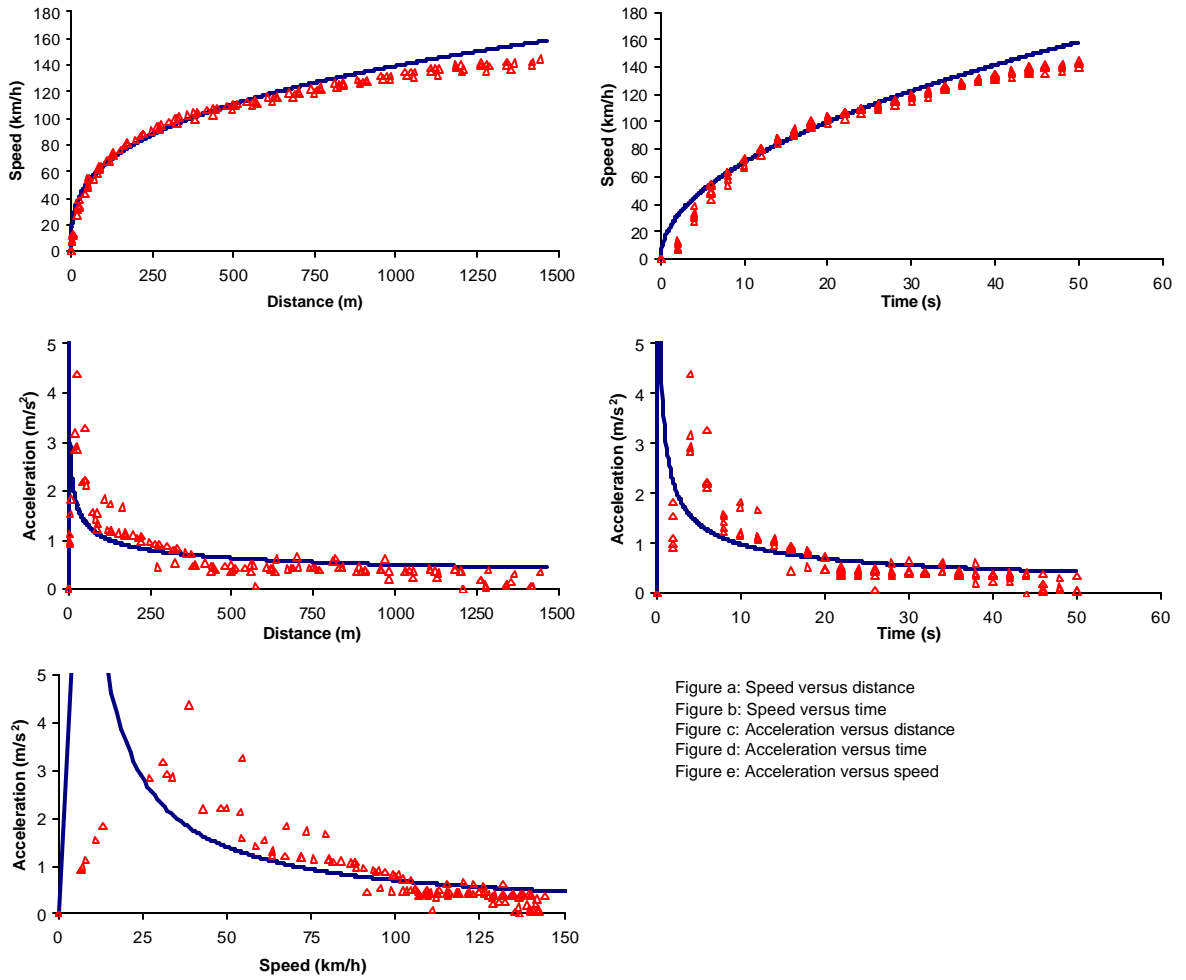 180
160
140
120
100
80
60
40
20
0
Speed (km/h)
0 250 500 750 1000 1250 1500
Distance (m)
180
160
140
120
100
80
60
40
20
0
Speed (km/h)
0 10 20 30 40 50 60
Time (s)
5
4
3
2
1
0
Acceleration (m/s²)
0 250 500 750 1000 1250 1500
Distance (m)
5
4
3
2
1
0
Acceleration (m/s²)
0 10 20 30 40 50 60
Time (s)
5
4
3
2
1
0
Acceleration (m/s²)
0 25 50 75 100 125 150
Speed (km/h)
Figure a: Speed versus distance
Figure b: Speed versus time
Figure c: Acceleration versus distance
Figure d: Acceleration versus time
Figure e: Acceleration versus speed